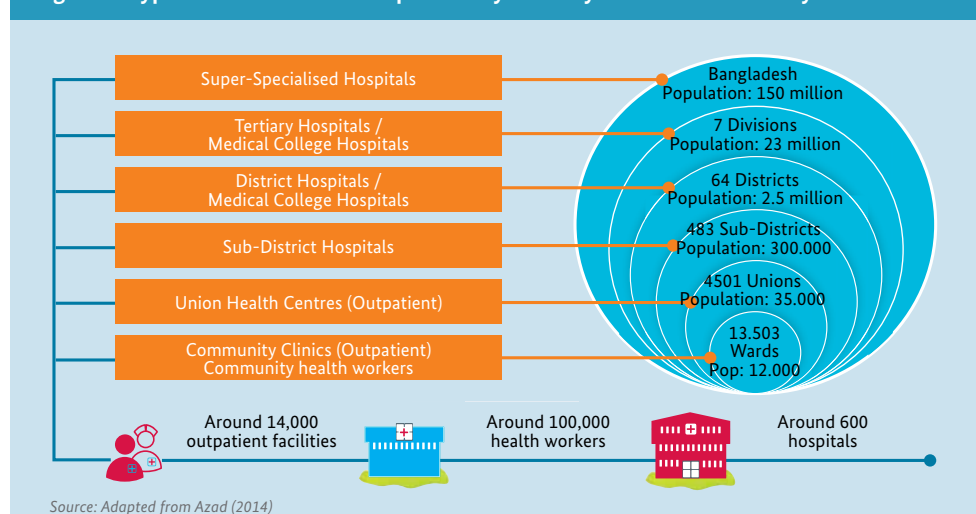 Super-Specialised Hospitals
Tertiary Hospitals /
Medical College Hospitals
District Hospitals /
Medical College Hospitals
Sub-District Hospitals
Union Health Centres (Outpatient)
Community Clinics (Outpatient)
Community health workers
Bangladesh
Population: 150 million
7 Divisions
Population: 23 million
64 Districts
Population: 2.5 million
483 Sub-Districts
Population: 300.000
4501 Unions
Population: 35.000
13.503
Wards
Pop: 12.000
Around 14,000
outpatient facilities
Around 100,000
health workers
Around 600
hospitals
Source: Adapted from Azad (2014)